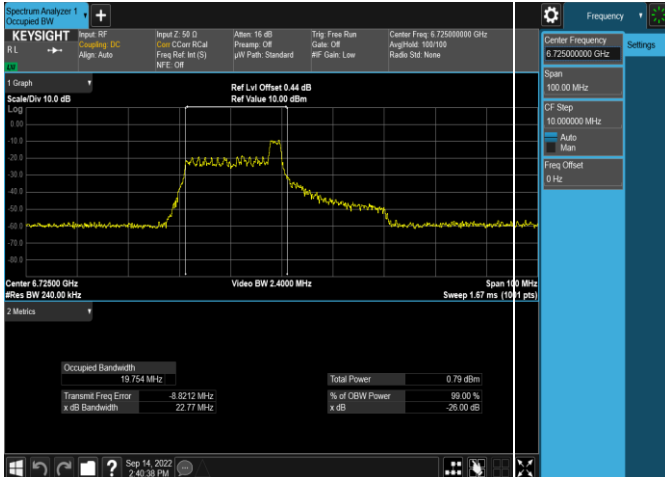 Spectrum Analyzer 1
Occupied BW
Frequency
KEYSIGHT
R L
Input: RF
Coupling: DC
Align: Auto
Input Z: 50 Ω
Corr CCorr RCal
Freq Ref: Int (S)
NFE: Off
Atten: 16 dB
Preamp: Off
µW Path: Standard
Trig: Free Run
Gate: Off
#IF Gain: Low
Center Freq: 6.725000000 GHz
Avg|Hold: 100/100
Radio Std: None
Center Frequency
6.725000000 GHz
Settings
Span
100.00 MHz
CF Step
10.000000 MHz
Auto
Man
Freq Offset
0 Hz
1 Graph
Scale/Div 10.0 dB
Ref Lvl Offset 0.44 dB
Ref Value 10.00 dBm
Log
0.00
-10.0
-20.0
-30.0
-40.0
-50.0
-60.0
-70.0
-80.0
Center 6.72500 GHz
#Res BW 240.00 kHz
Video BW 2.4000 MHz
Span 100 MHz
Sweep 1.67 ms (1001 pts)
2 Metrics
Occupied Bandwidth
19.754 MHz
Total Power 0.79 dBm
Transmit Freq Error -8.8212 MHz
% of OBW Power 99.00 %
x dB Bandwidth 22.77 MHz
x dB -26.00 dB
Sep 14, 2022
2:40:38 PM